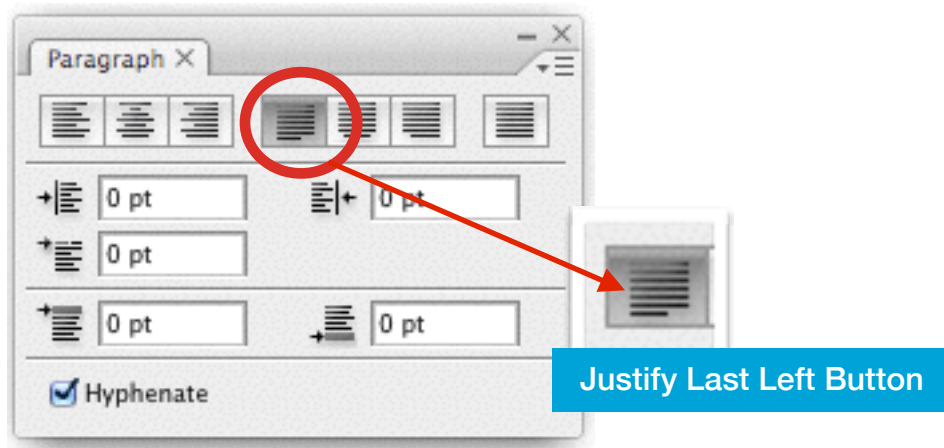 Paragraph
0 pt
0 pt
0 pt
0 pt
0 pt
Hyphenate
Justify Last Left Button